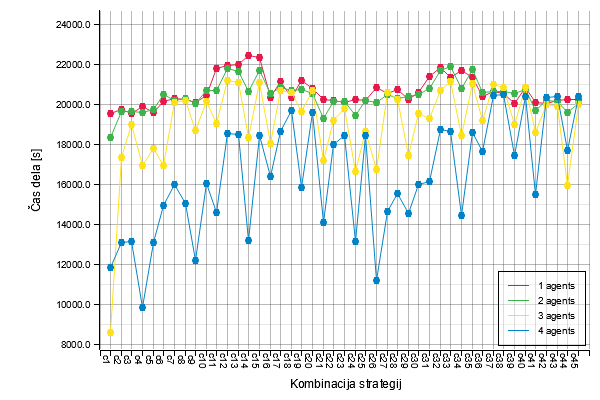 24000.0
22000.0
20000.0
18000.0
16000.0
14000.0
12000.0
10000.0
8000.0
Čas dela [s]
c1 c2 c3 c4 c5 c6 c7 c8 c9 c10 c11 c12 c13 c14 c15 c16 c17 c18 c19 c20 c21 c22 c23 c24 c25 c26 c27 c28 c29 c30 c31 c32 c33 c34 c35 c36 c37 c38 c39 c40 c41 c42 c43 c44 c45
Kombinacija strategij
1 agents
2 agents
3 agents
4 agents